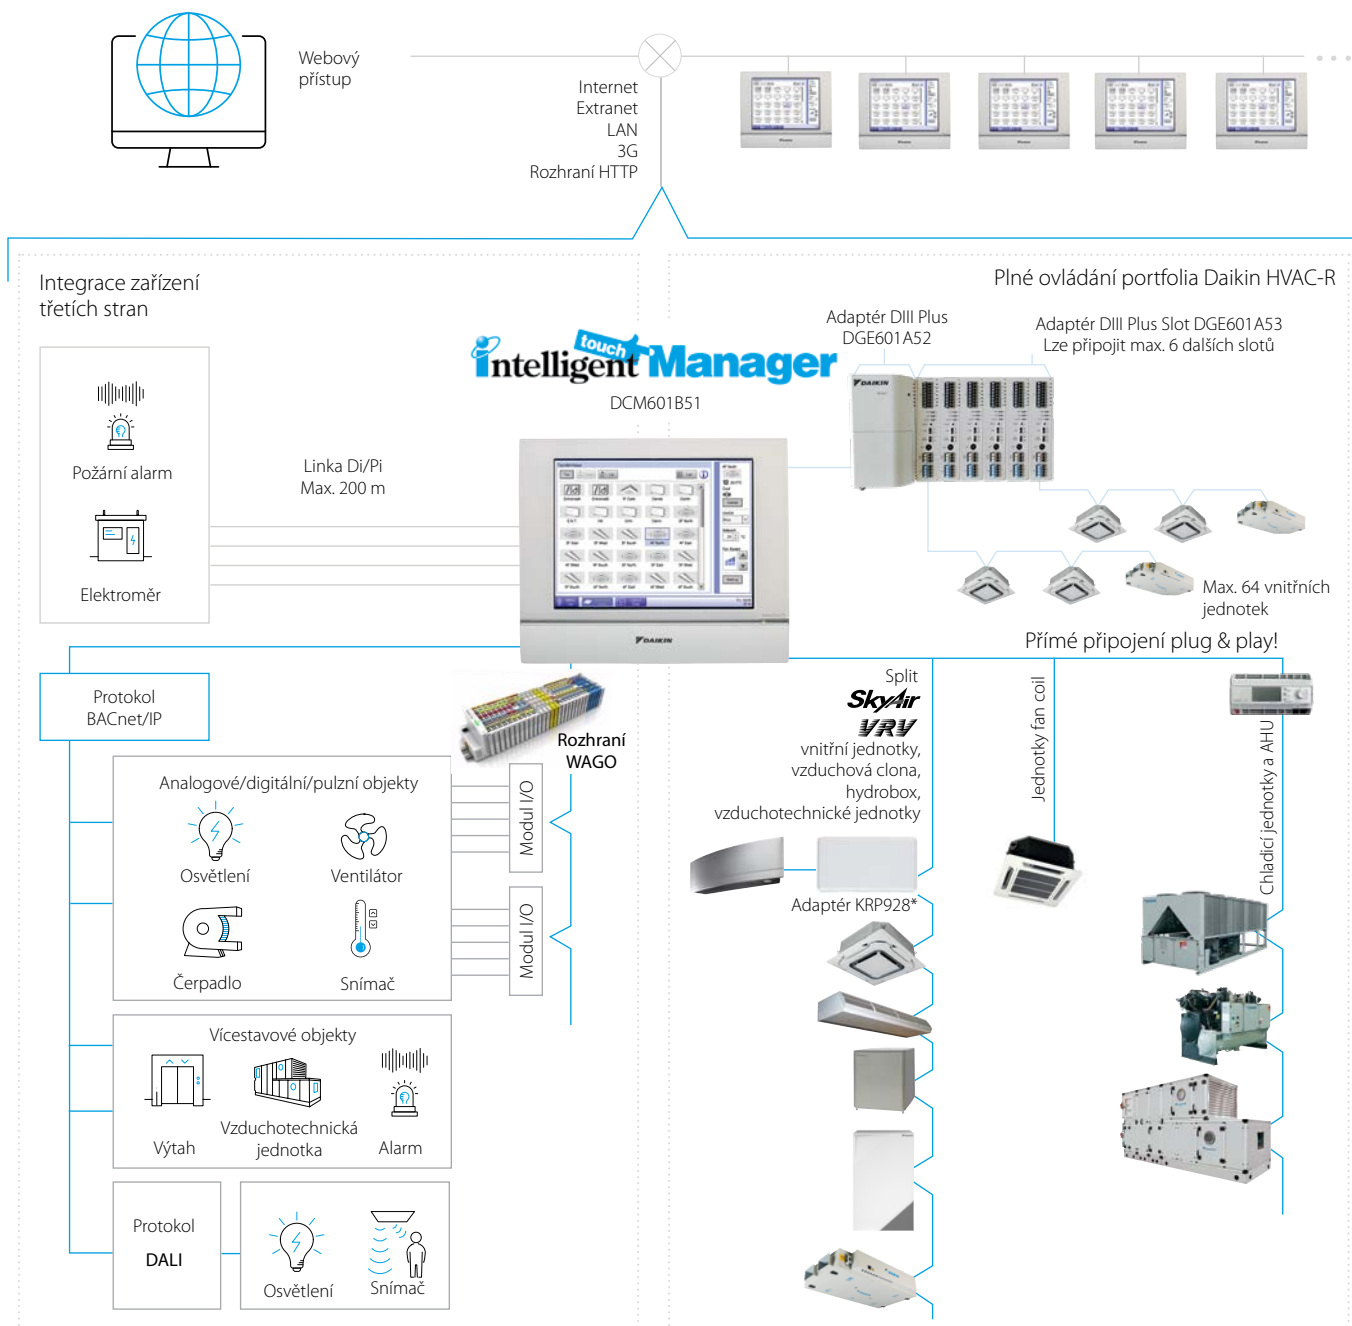 Webový
přístup
Internet
Extranet
LAN
3G
Rozhraní HTTP
Integrace zařízení
třetích stran
Plné ovládání portfolia Daikin HVAC-R
Adaptér DIII Plus
DGE601A52
Adaptér DIII Plus Slot DGE601A53
Lze připojit max. 6 dalších slotů
intelligent touch Manager
DCM601B51
DAIKIN
Požární alarm
Linka Di/Pi
Max. 200 m
Elektroměr
DAIKIN
Max. 64 vnitřních
jednotek
Přímé připojení plug & play!
Protokol
BACnet/IP
Rozhraní
WAGO
Split
SkyAir
VRV
vnitřní jednotky,
vzduchová clona,
hydrobox,
vzduchotechnické jednotky
Jednotky fan coil
Chladicí jednotky a AHU
Analogové/digitální/pulzní objekty
Osvětlení
Ventilátor
Modul I/O
Čerpadlo
Snímač
Modul I/O
Adaptér KRP928*
Vícestavové objekty
Výtah
Vzduchotechnická
jednotka
Alarm
Protokol
DALI
Osvětlení
Snímač